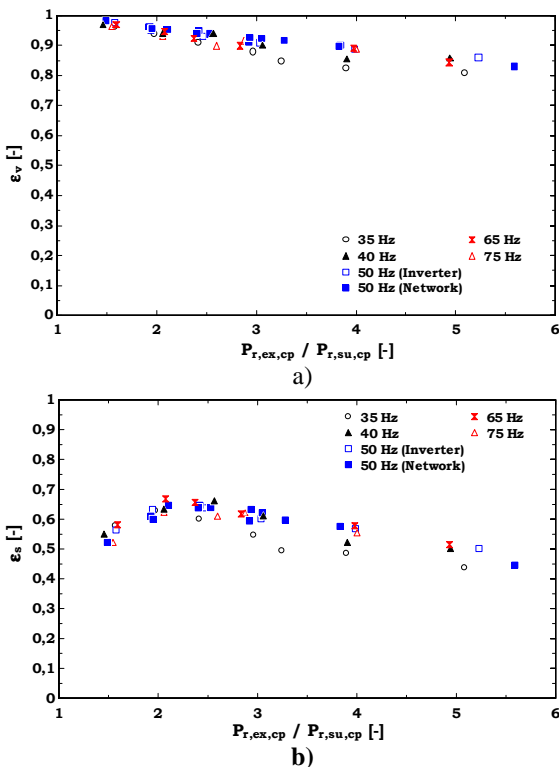 1
0,9
0,8
0,7
0,6
0,5
0,4
0,3
0,2
0,1
0
εv [-]
35 Hz
40 Hz
50 Hz (Inverter)
50 Hz (Network)
65 Hz
75 Hz
1 2 3 4 5 6
Pr,ex,cp / Pr,su,cp [-]
a)
1
0,9
0,8
0,7
0,6
0,5
0,4
0,3
0,2
0,1
0
εs [-]
35 Hz
40 Hz
50 Hz (Inverter)
50 Hz (Network)
65 Hz
75 Hz
1 2 3 4 5 6
Pr,ex,cp / Pr,su,cp [-]
b)